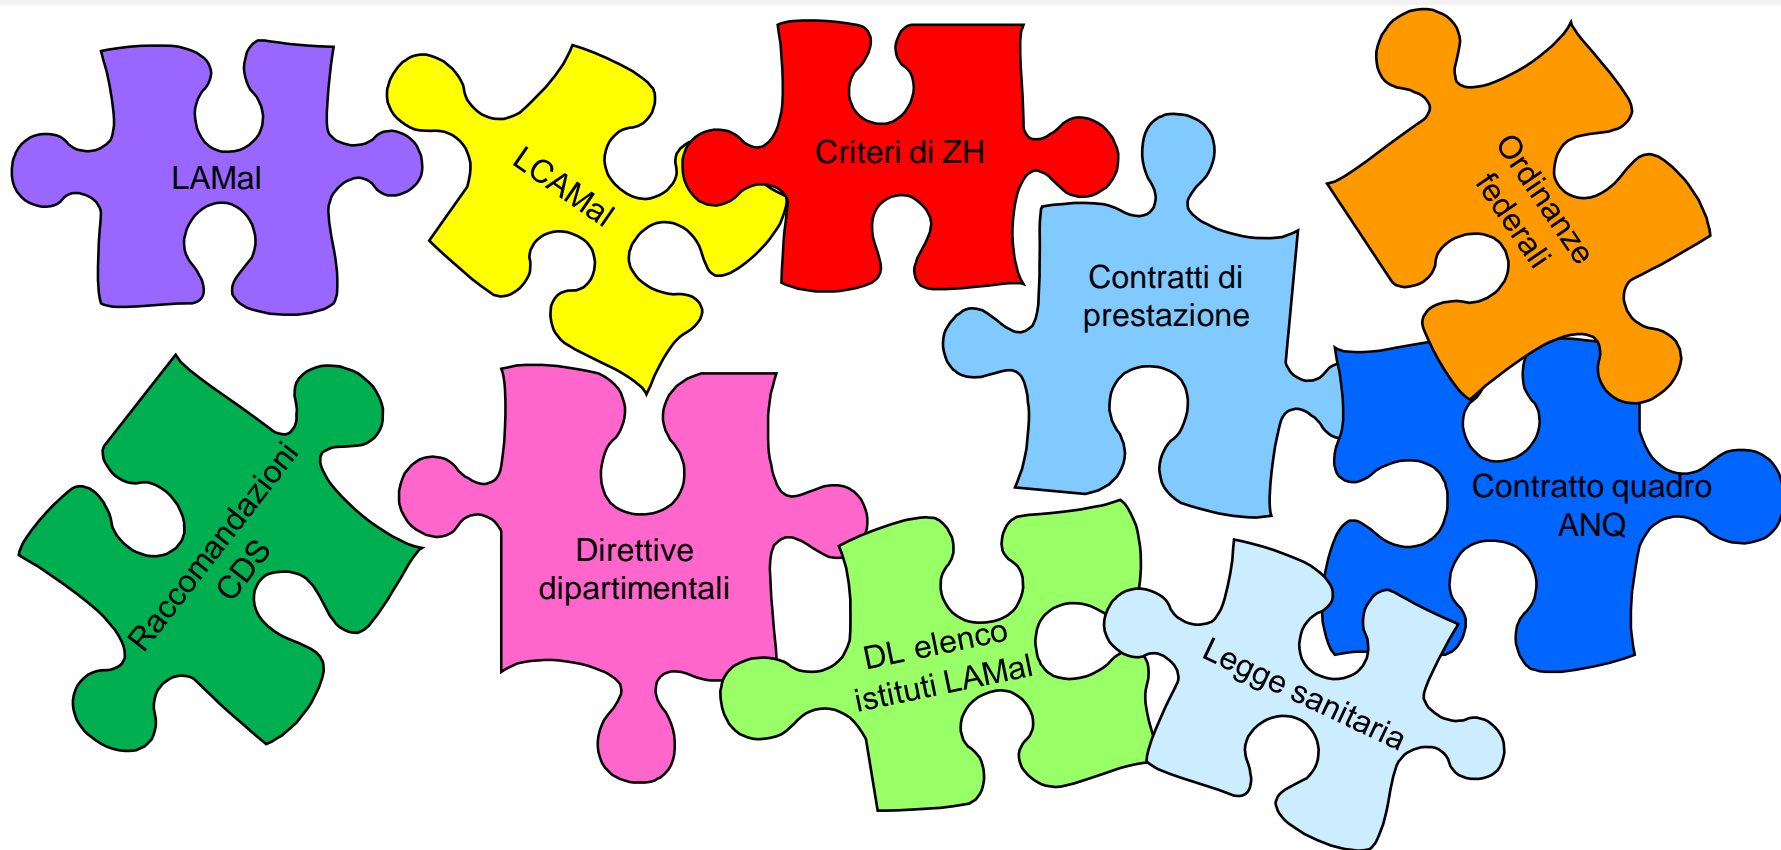 LAMal
LCAMal
Criteri di ZH
Contratti di
prestazione
Ordinanze
federali
Raccomandazioni
CDS
Direttive
dipartimentali
DL elenco
istituti LAMal
Legge sanitaria
Contratto quadro
ANQ